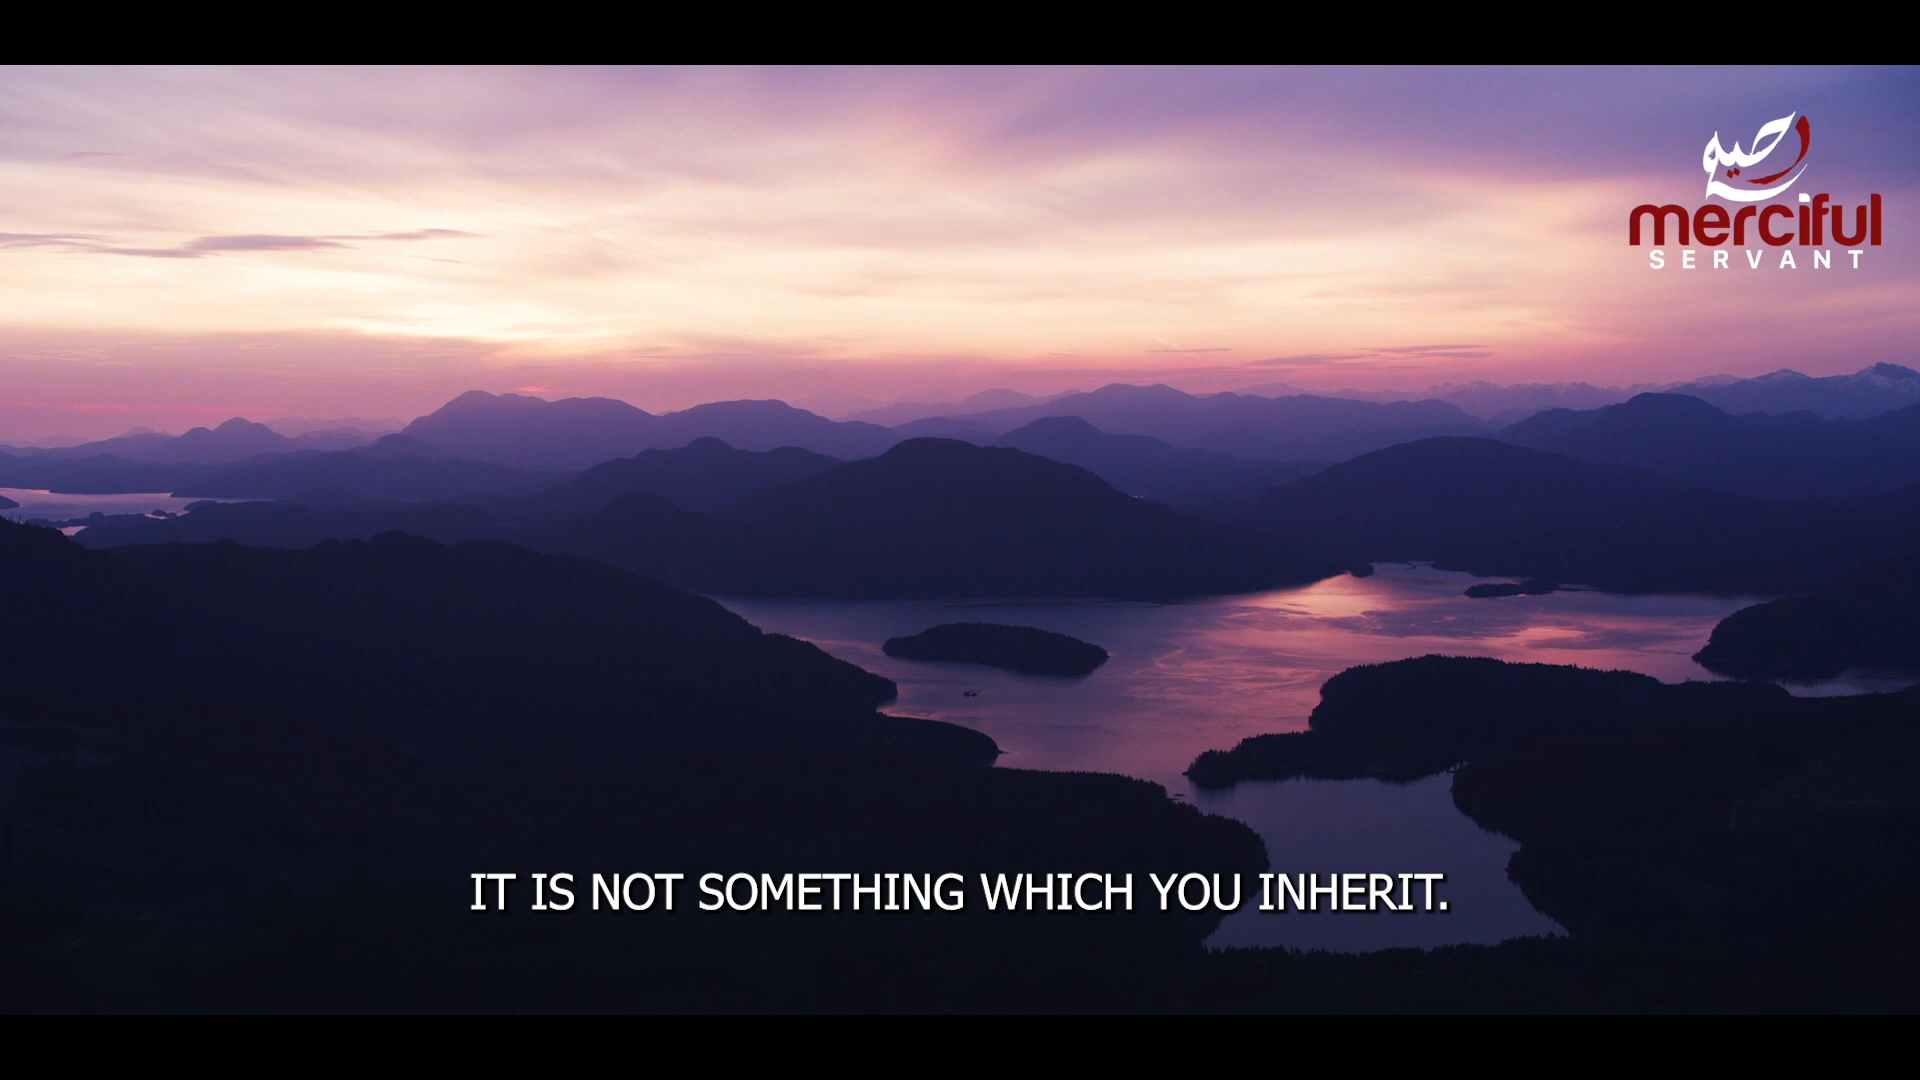 رحيم
merciful
SERVANT
IT IS NOT SOMETHING WHICH YOU INHERIT.